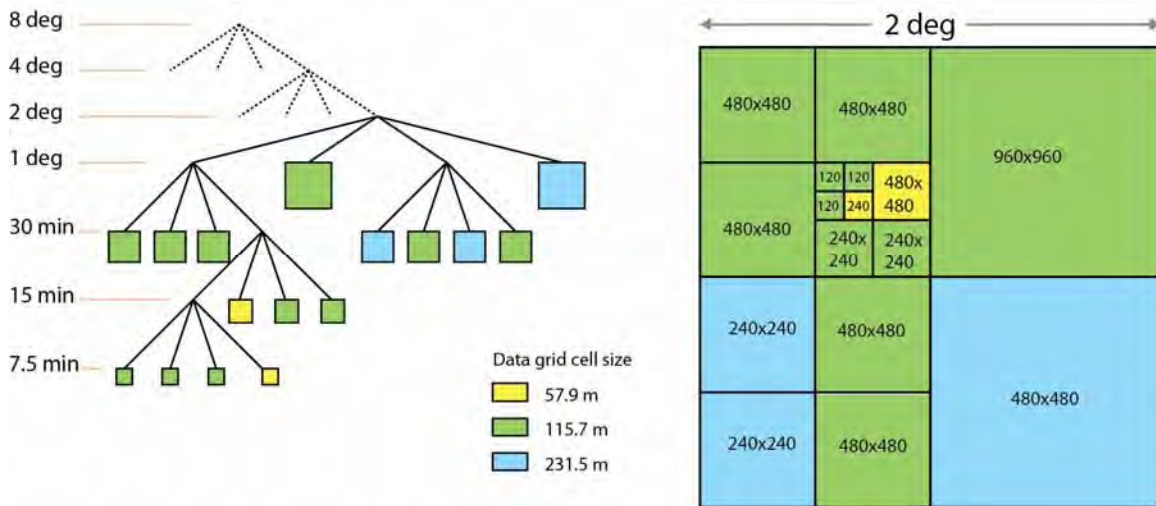 8 deg
4 deg
2 deg
1 deg
30 min
15 min
7.5 min
Data grid cell size
57.9 m
115.7 m
231.5 m
2 deg
480x480
480x480
960x960
120
120
480x
480
120
240
480x480
240x
240
240x
240
240x240
480x480
480x480
240x240
480x480